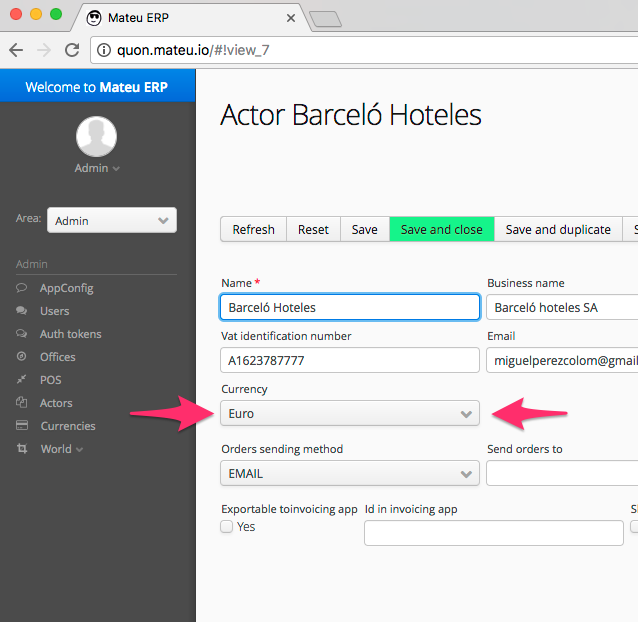 Mateu ERP
quon.mateu.io/#!view_7
Welcome to Mateu ERP
Admin
Area: Admin
Admin
AppConfig
Users
Auth tokens
Offices
POS
Actors
Currencies
World
Actor Barceló Hoteles
Refresh Reset Save Save and close Save and duplicate
Name * Business name
Barceló Hoteles Barceló hoteles SA
Vat identification number Email
A1623787777 miguelperezcolom@gmail
Currency
Euro
Orders sending method Send orders to
EMAIL
Exportable toinvoicing app Id in invoicing app
Yes